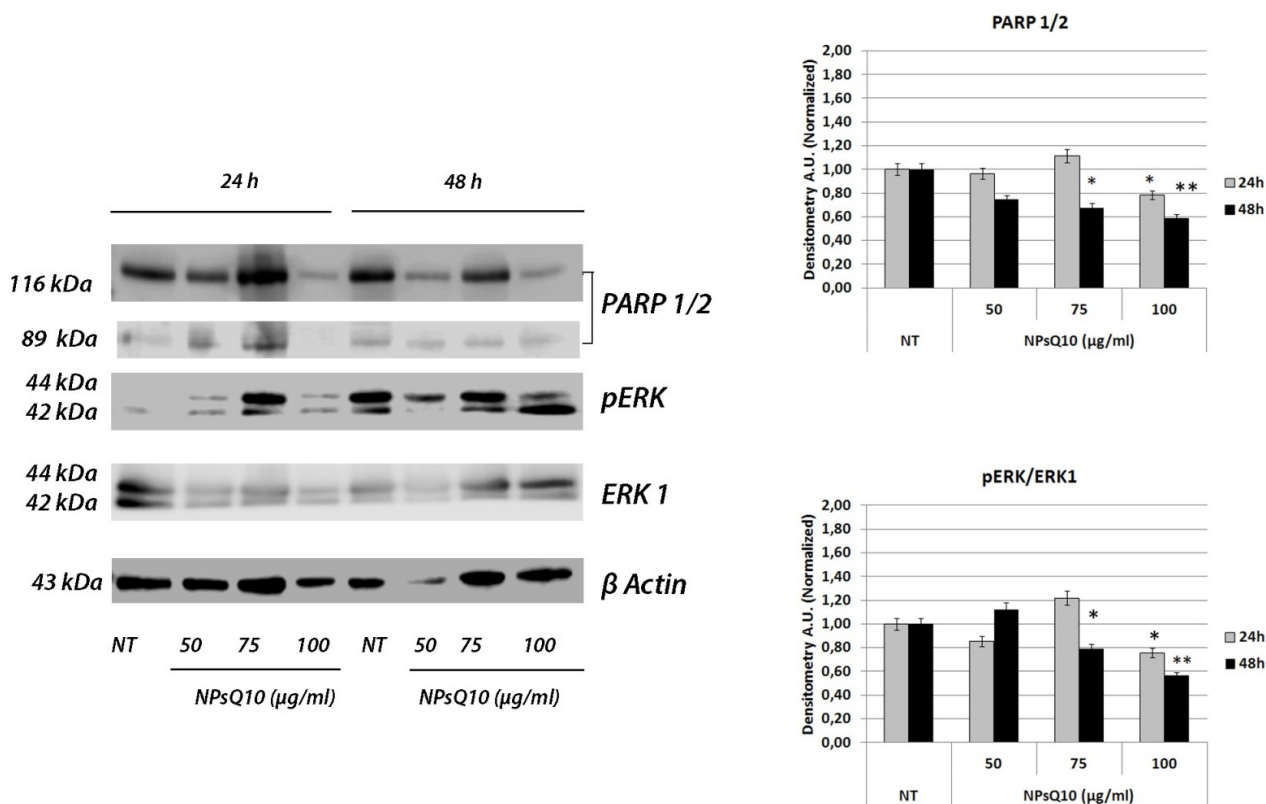 24 h 48 h
116 kDa
89 kDa
PARP 1/2
44 kDa
42 kDa
pERK
44 kDa
42 kDa
ERK 1
43 kDa
β Actin
NT 50 75 100 NT 50 75 100
NPsQ10 (µg/ml) NPsQ10 (µg/ml)
PARP 1/2
Densitometry A.U. (Normalized)
2,00
1,80
1,60
1,40
1,20
1,00
0,80
0,60
0,40
0,20
0,00
* * **
24h
48h
50 75 100
NT NPsQ10 (µg/ml)
pERK/ERK1
Densitometry A.U. (Normalized)
2,00
1,80
1,60
1,40
1,20
1,00
0,80
0,60
0,40
0,20
0,00
* * **
24h
48h
50 75 100
NT NPsQ10 (µg/ml)